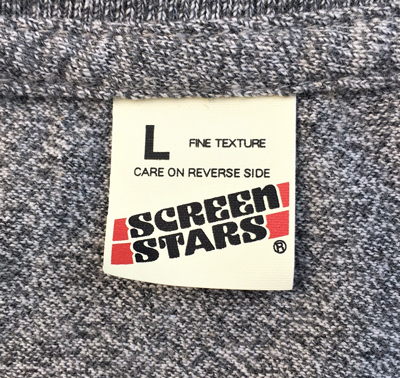 L FINE TEXTURE
CARE ON REVERSE SIDE
SCREEN
STARS®